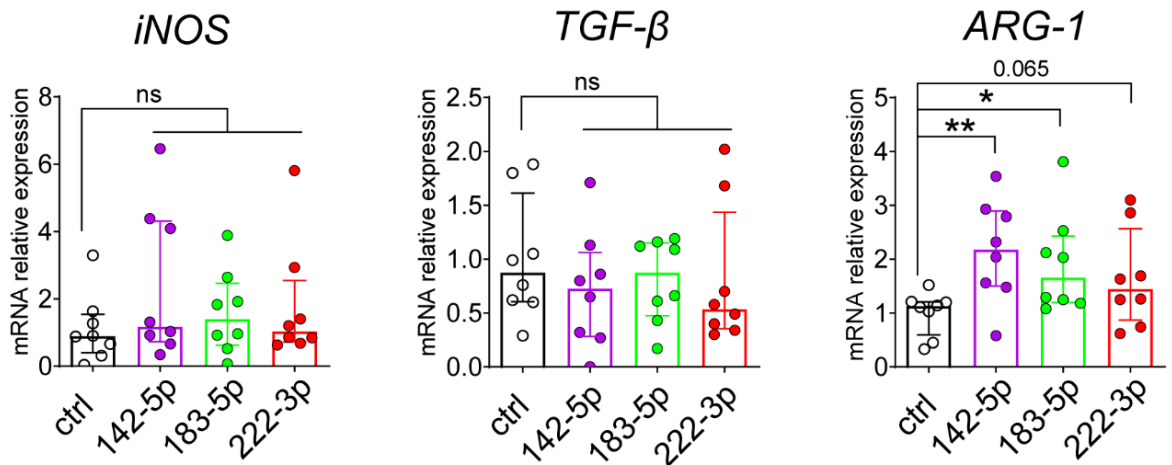 iNOS
TGF-β
ARG-1
mRNA relative expression
8
6
4
2
0
ns
ctrl
142-5p
183-5p
222-3p
mRNA relative expression
2.5
2.0
1.5
1.0
0.5
0.0
ns
ctrl
142-5p
183-5p
222-3p
mRNA relative expression
5
4
3
2
1
0
0.065
*
**
ctrl
142-5p
183-5p
222-3p